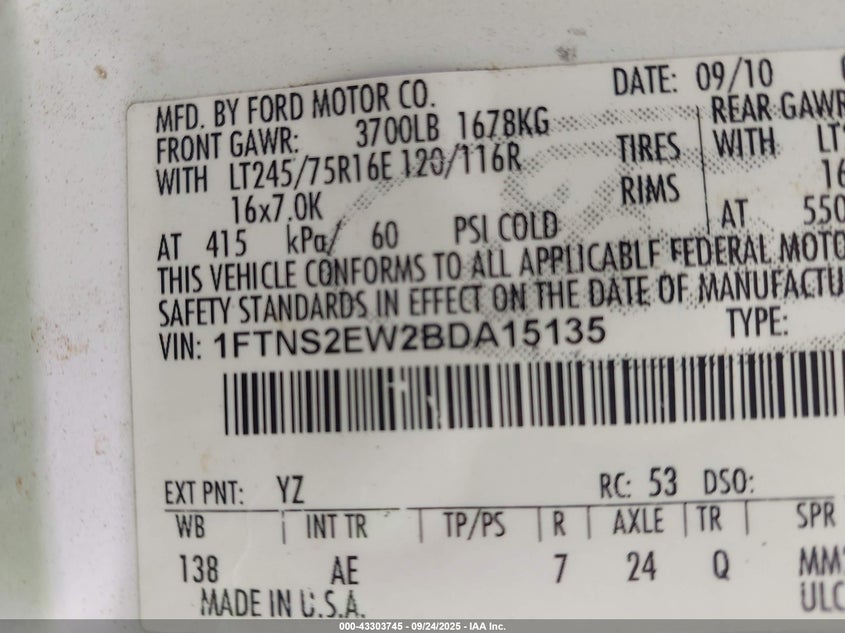 DATE: 09/10
MFD. BY FORD MOTOR CO.
FRONT GAWR: 3700LB 1678KG
REAR GAWR
WITH LT245/75R16E 120/116R TIRES
WITH LT
16x7.0K RIMS
16
AT 415 kPa/ 60 PSI COLD
AT 550
THIS VEHICLE CONFORMS TO ALL APPLICABLE FEDERAL MOTO
SAFETY STANDARDS IN EFFECT ON THE DATE OF MANUFACTU
VIN: 1FTNS2EW2BDA15135 TYPE:
EXT PNT: YZ RC: 53 DSO:
WB INT TR TP/PS R AXLE TR SPR
138 AE 7 24 Q MM
MADE IN U.S.A. ULC
000-43303745 - 09/24/2025 - IAA Inc.